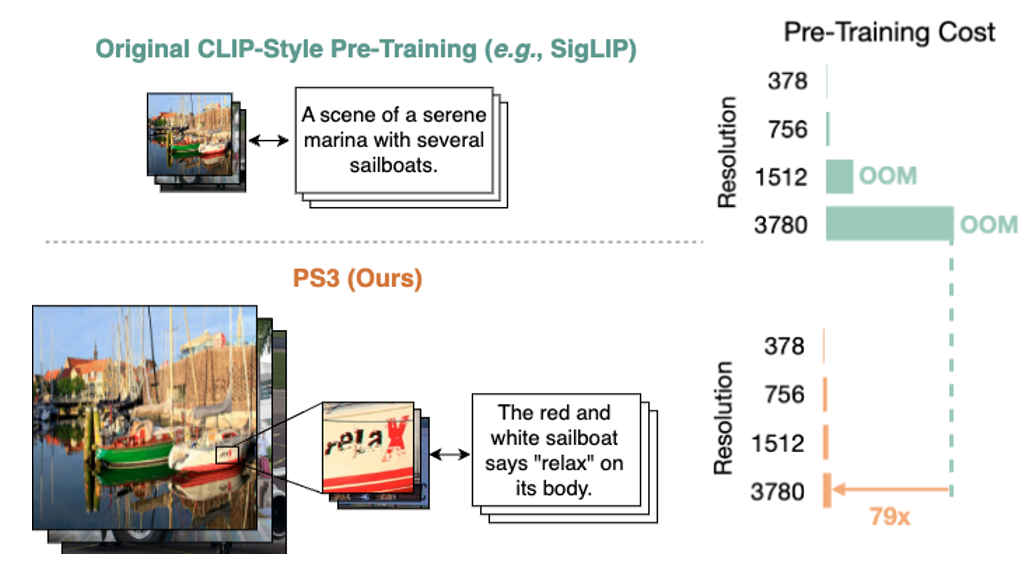 Original CLIP-Style Pre-Training (e.g., SigLIP)
A scene of a serene
marina with several
sailboats.
Pre-Training Cost
Resolution
378
756
1512
OOM
3780
OOM
PS3 (Ours)
relax
The red and
white sailboat
says "relax" on
its body.
Resolution
378
756
1512
3780
79x